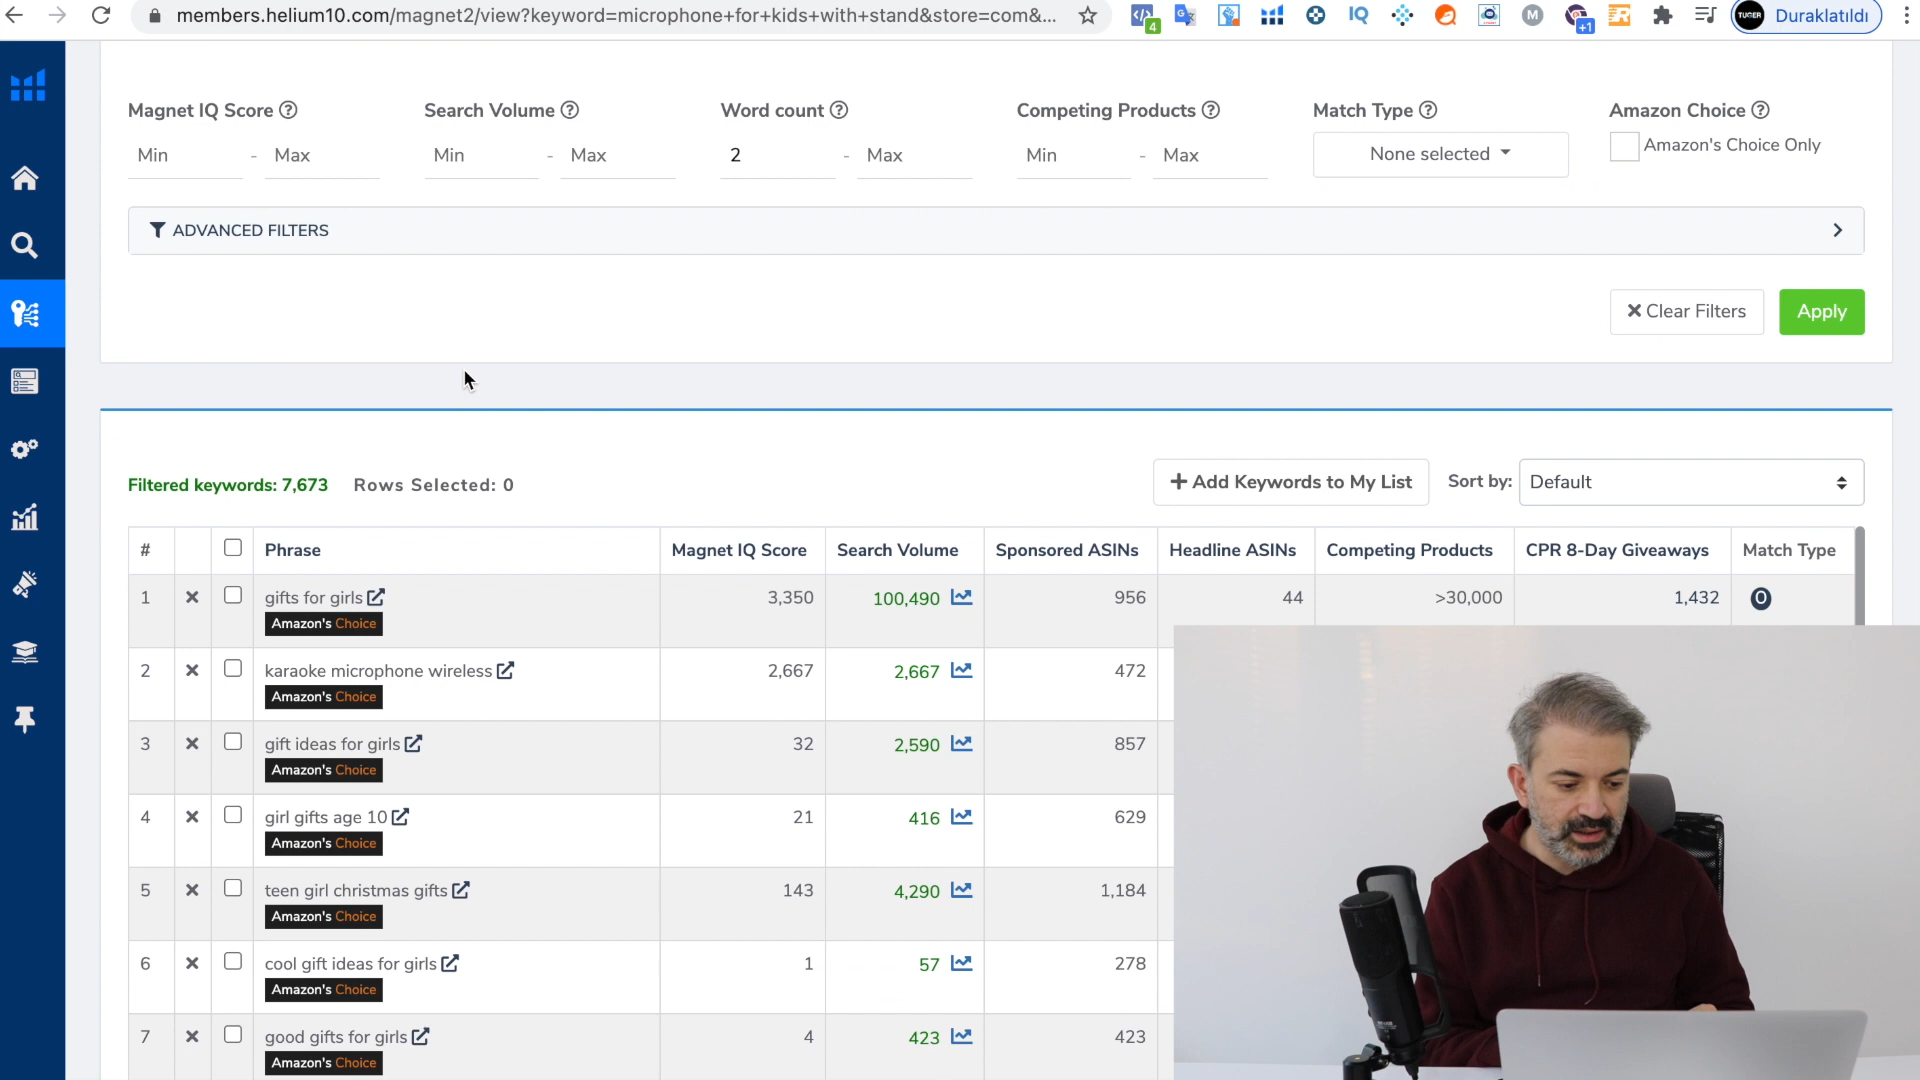 members.helium10.com/magnet2/view?keyword=microphone+for+kids+with+stand&store=com&...
4
IQ
M
+1
TUNER
Duraklatıldı
Magnet IQ Score
Search Volume
Word count
Competing Products
Match Type
Amazon Choice
Min - Max
Min - Max
2 - Max
Min - Max
None selected
Amazon's Choice Only
ADVANCED FILTERS
Clear Filters
Apply
Filtered keywords: 7,673 Rows Selected: 0
+ Add Keywords to My List
Sort by: Default
# Phrase Magnet IQ Score Search Volume Sponsored ASINs Headline ASINs Competing Products CPR 8-Day Giveaways Match Type
1 gifts for girls 3,350 100,490 956 44 >30,000 1,432 O
Amazon's Choice
2 karaoke microphone wireless 2,667 2,667 472
Amazon's Choice
3 gift ideas for girls 32 2,590 857
Amazon's Choice
4 girl gifts age 10 21 416 629
Amazon's Choice
5 teen girl christmas gifts 143 4,290 1,184
Amazon's Choice
6 cool gift ideas for girls 1 57 278
Amazon's Choice
7 good gifts for girls 4 423 423
Amazon's Choice